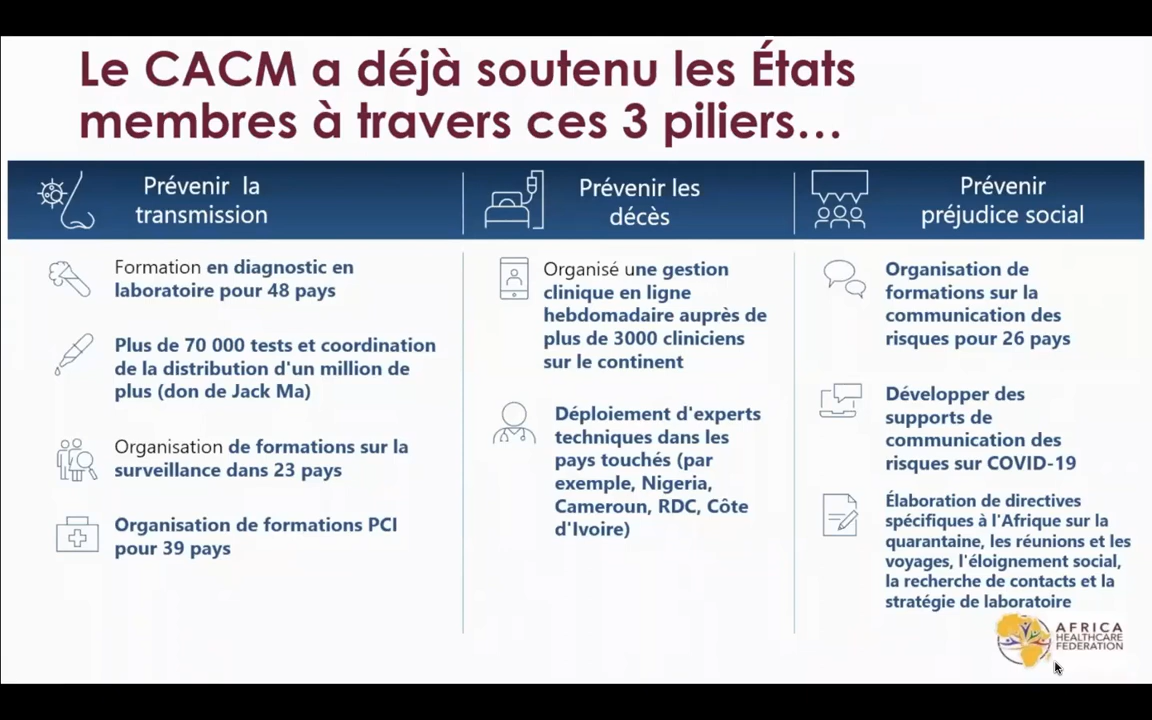 Le CACM a déjà soutenu les États
membres à travers ces 3 piliers...
Prévenir la
transmission
Formation en diagnostic en
laboratoire pour 48 pays
Plus de 70 000 tests et coordination
de la distribution d'un million de
plus (don de Jack Ma)
Organisation de formations sur la
surveillance dans 23 pays
Organisation de formations PCI
pour 39 pays
Prévenir les
décès
Organisé une gestion
clinique en ligne
hebdomadaire auprès de
plus de 3000 cliniciens
sur le continent
Déploiement d'experts
techniques dans les
pays touchés (par
exemple, Nigeria,
Cameroun, RDC, Côte
d'Ivoire)
Prévenir
préjudice social
Organisation de
formations sur la
communication des
risques pour 26 pays
Développer des
supports de
communication des
risques sur COVID-19
Élaboration de directives
spécifiques à l'Afrique sur la
quarantaine, les réunions et les
voyages, l'éloignement social,
la recherche de contacts et la
stratégie de laboratoire
AFRICA
HEALTHCARE
FEDERATION